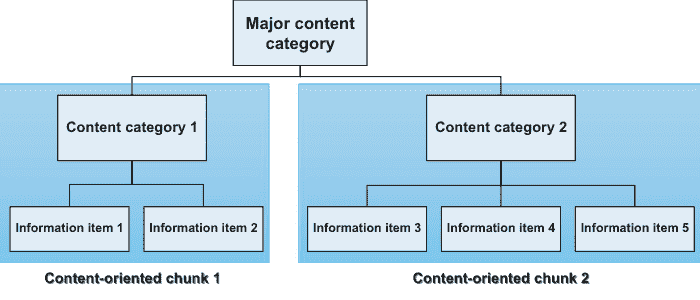 Major content
category
Content category 1
Content category 2
Information item 1
Information item 2
Information item 3
Information item 4
Information item 5
Content-oriented chunk 1
Content-oriented chunk 2